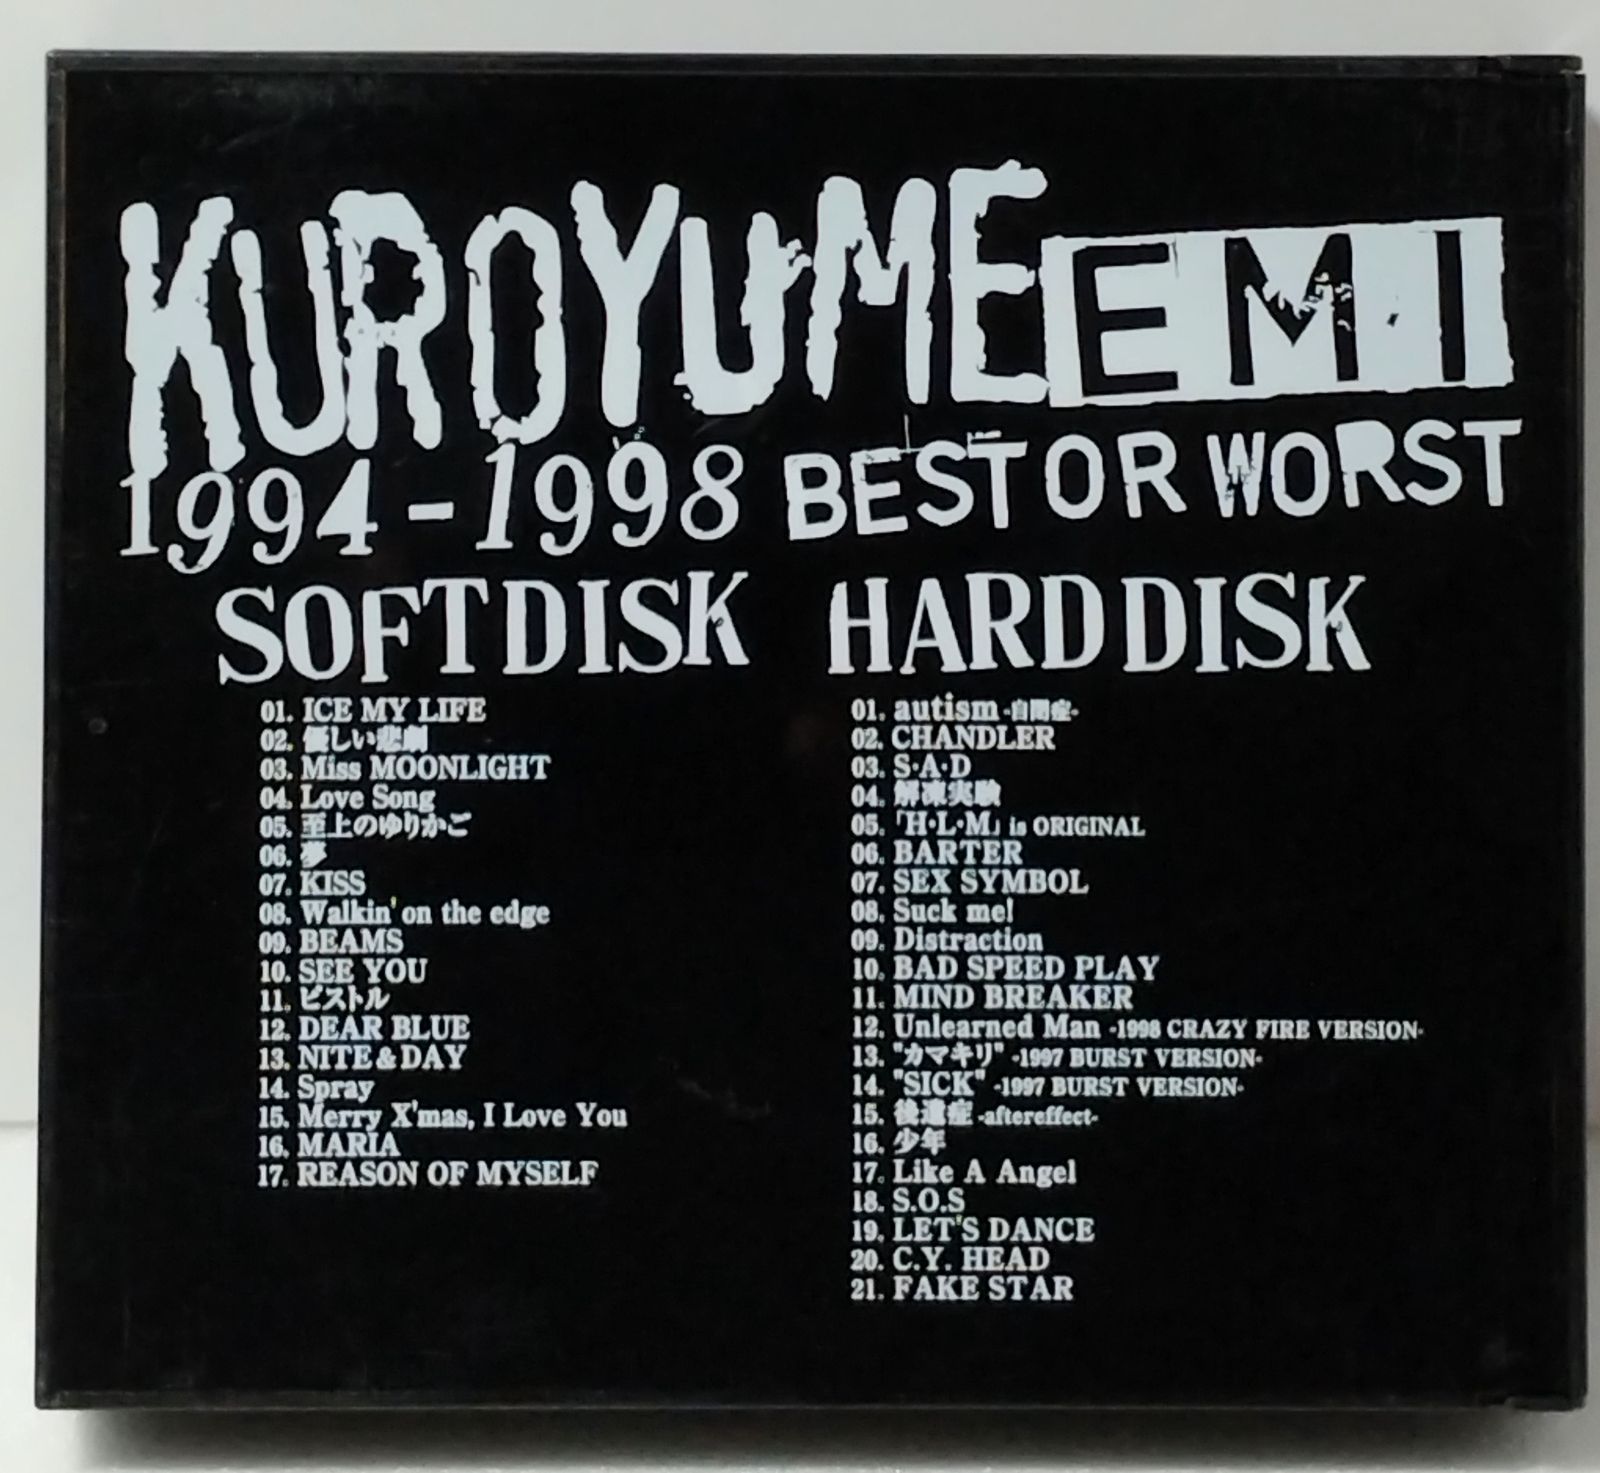 KUROYUME EMI
1994-1998 BEST OR WORST
SOFT DISK
01. ICE MY LIFE
02. 優しい悲劇
03. Miss MOONLIGHT
04. Love Song
05. 至上のゆりかご
06. 夢
07. KISS
08. Walkin' on the edge
09. BEAMS
10. SEE YOU
11. ピストル
12. DEAR BLUE
13. NITE&DAY
14. Spray
15. Merry X'mas, I Love You
16. MARIA
17. REASON OF MYSELF
HARD DISK
01. autism -自閉症-
02. CHANDLER
03. S・A・D
04. 解凍実験
05. 「H・L・M」 is ORIGINAL
06. BARTER
07. SEX SYMBOL
08. Suck me!
09. Distraction
10. BAD SPEED PLAY
11. MIND BREAKER
12. Unlearned Man -1998 CRAZY FIRE VERSION-
13. "カマキリ" -1997 BURST VERSION-
14. "SICK" -1997 BURST VERSION-
15. 後遺症 -aftereffect-
16. 少年
17. Like A Angel
18. S.O.S
19. LET'S DANCE
20. C.Y. HEAD
21. FAKE STAR